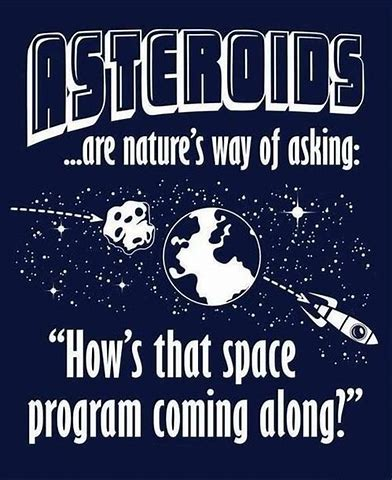 ASTEROIDS
...are nature's way of asking:
"How's that space
program coming along?"